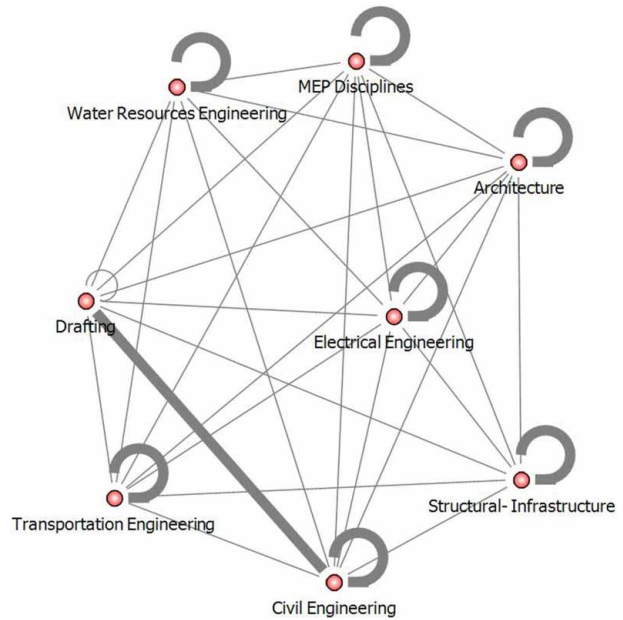 MEP Disciplines
Water Resources Engineering
Architecture
Drafting
Electrical Engineering
Structural- Infrastructure
Transportation Engineering
Civil Engineering